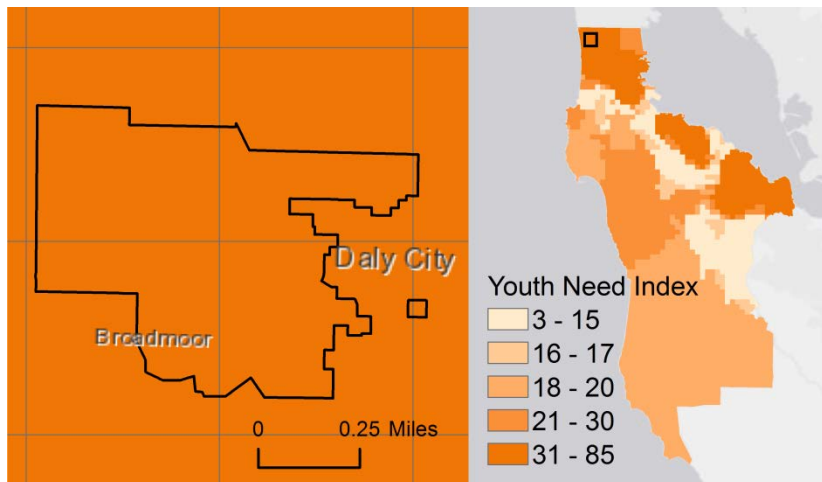 Daly City
Broadmoor
0 0.25 Miles
Youth Need Index
3 - 15
16 - 17
18 - 20
21 - 30
31 - 85